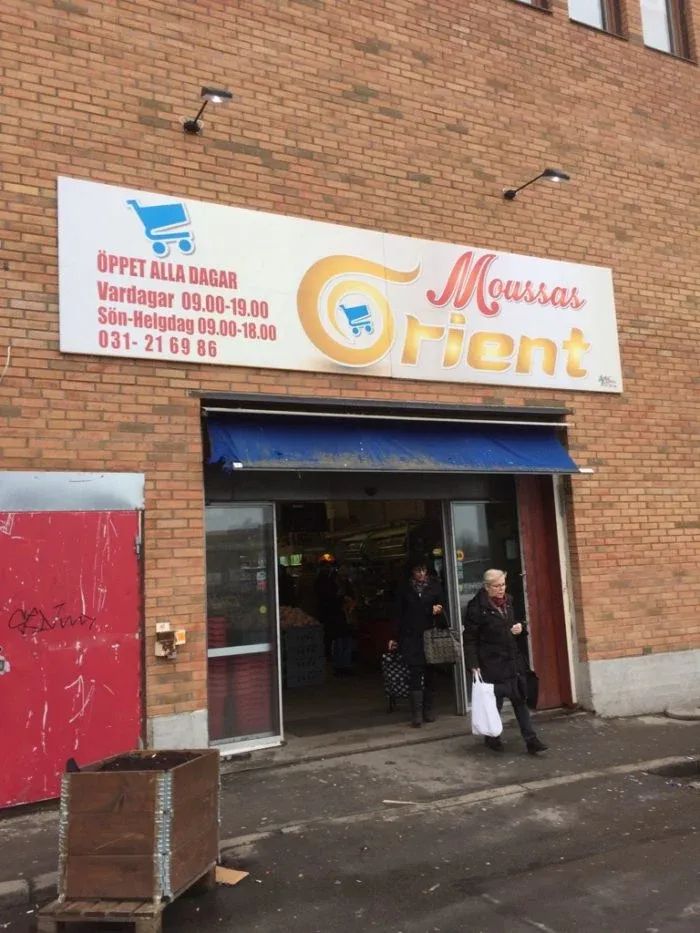 ÖPPET ALLA DAGAR
Vardagar 09.00-19.00
Sön-Helgdag 09.00-18.00
031- 21 69 86
Moussas
Orient